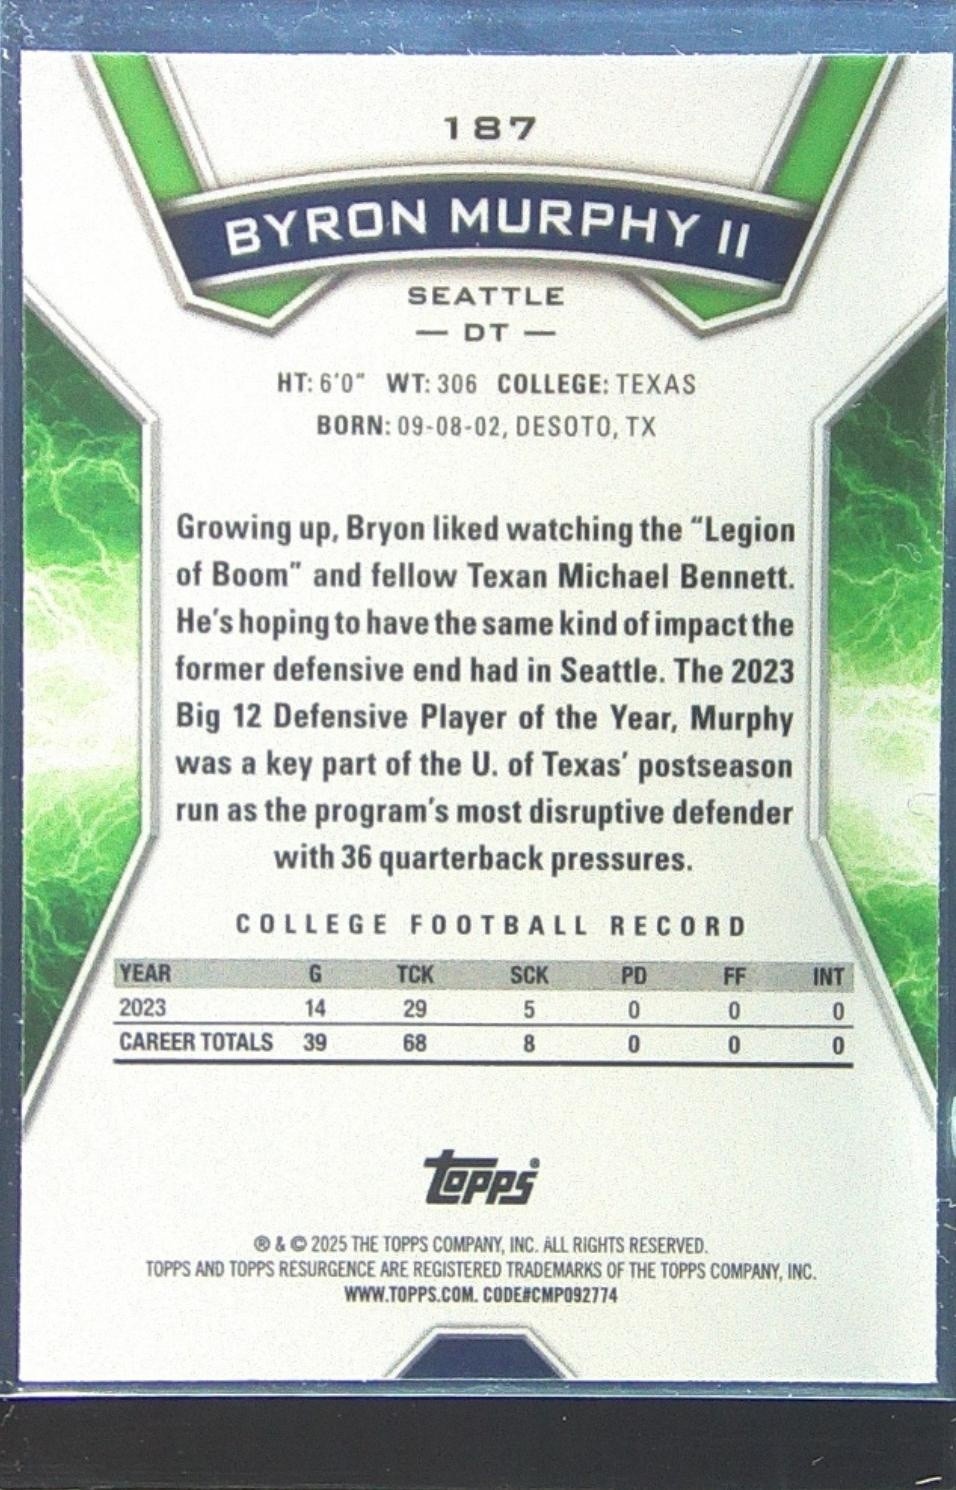 187
BYRON MURPHY II
SEATTLE
— DT —
HT: 6'0" WT: 306 COLLEGE: TEXAS
BORN: 09-08-02, DESOTO, TX
Growing up, Bryon liked watching the “Legion
of Boom” and fellow Texan Michael Bennett.
He's hoping to have the same kind of impact the
former defensive end had in Seattle. The 2023
Big 12 Defensive Player of the Year, Murphy
was a key part of the U. of Texas' postseason
run as the program's most disruptive defender
with 36 quarterback pressures.
COLLEGE FOOTBALL RECORD
YEAR G TCK SCK PD FF INT
2023 14 29 5 0 0 0
CAREER TOTALS 39 68 8 0 0 0
Topps®
® & © 2025 THE TOPPS COMPANY, INC. ALL RIGHTS RESERVED.
TOPPS AND TOPPS RESURGENCE ARE REGISTERED TRADEMARKS OF THE TOPPS COMPANY, INC.
WWW.TOPPS.COM. CODE#CMP092774